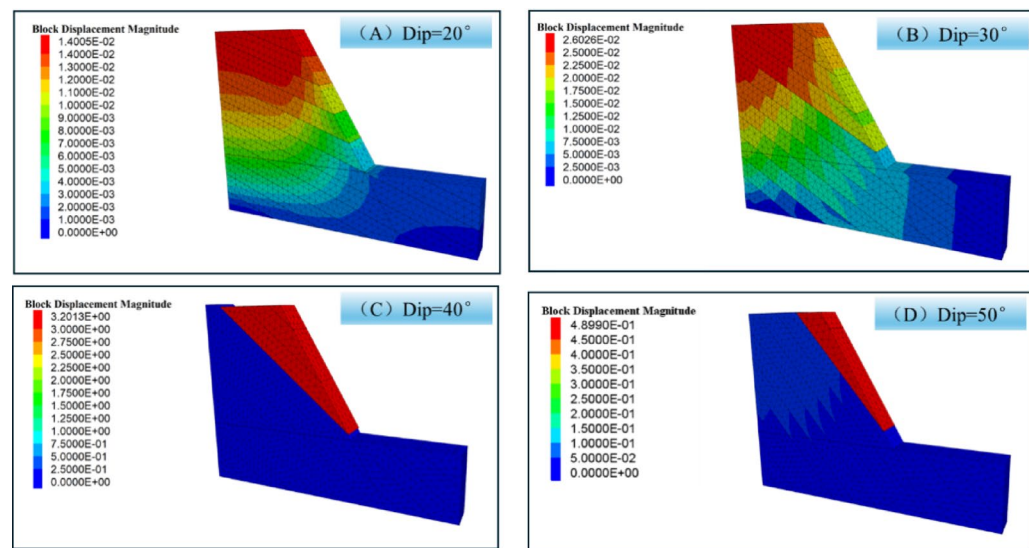 Block Displacement Magnitude
1.4005E-02
1.4000E-02
1.2000E-02
1.0000E-02
9.0000E-03
8.0000E-03
7.0000E-03
6.0000E-03
5.0000E-03
4.0000E-03
3.0000E-03
2.0000E-03
1.0000E-03
0.0000E+00
（A）Dip=20°
Block Displacement Magnitude
2.6026E-02
2.5000E-02
2.2500E-02
2.0000E-02
1.7500E-02
1.5000E-02
1.2500E-02
1.0000E-02
7.5000E-03
5.0000E-03
2.5000E-03
0.0000E+00
（B）Dip=30°
Block Displacement Magnitude
3.2013E+00
3.0000E+00
2.7500E+00
2.5000E+00
2.2500E+00
2.0000E+00
1.7500E+00
1.5000E+00
1.2500E+00
1.0000E+00
7.5000E-01
5.0000E-01
2.5000E-01
0.0000E+00
（C）Dip=40°
Block Displacement Magnitude
4.8990E-01
4.5000E-01
4.0000E-01
3.5000E-01
3.0000E-01
2.5000E-01
2.0000E-01
1.5000E-01
1.0000E-01
5.0000E-02
0.0000E+00
（D）Dip=50°